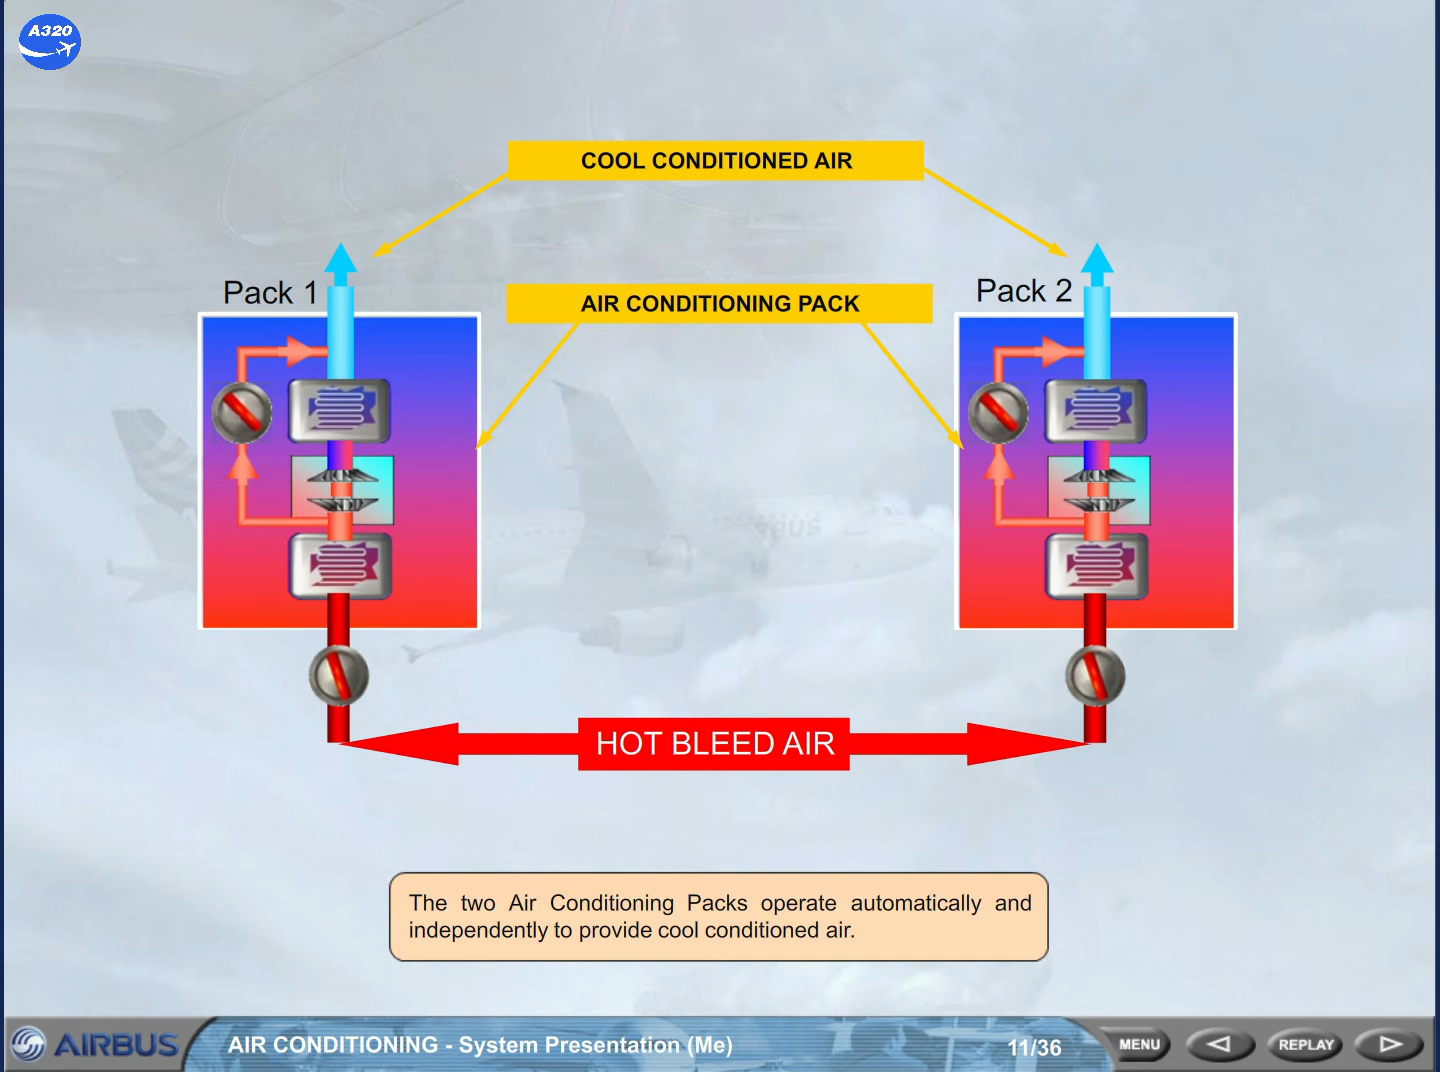 A320
COOL CONDITIONED AIR
Pack 1
AIR CONDITIONING PACK
Pack 2
HOT BLEED AIR
The two Air Conditioning Packs operate automatically and
independently to provide cool conditioned air.
AIRBUS
AIR CONDITIONING - System Presentation (Me)
11/36
MENU
REPLAY